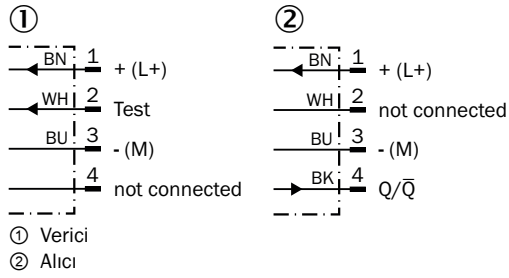 ①
BN 1 + (L+)
WH 2 Test
BU 3 - (M)
4 not connected
②
BN 1 + (L+)
WH 2 not connected
BU 3 - (M)
BK 4 Q/Q̅
① Verici
② Alıcı